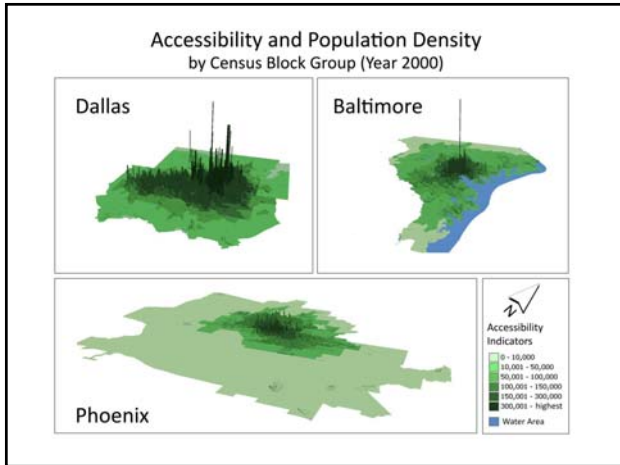 Accessibility and Population Density
by Census Block Group (Year 2000)
Dallas
Baltimore
Phoenix
N
Accessibility
Indicators
0 - 10,000
10,001 - 50,000
50,001 - 100,000
100,001 - 150,000
150,001 - 300,000
300,001 - highest
Water Area